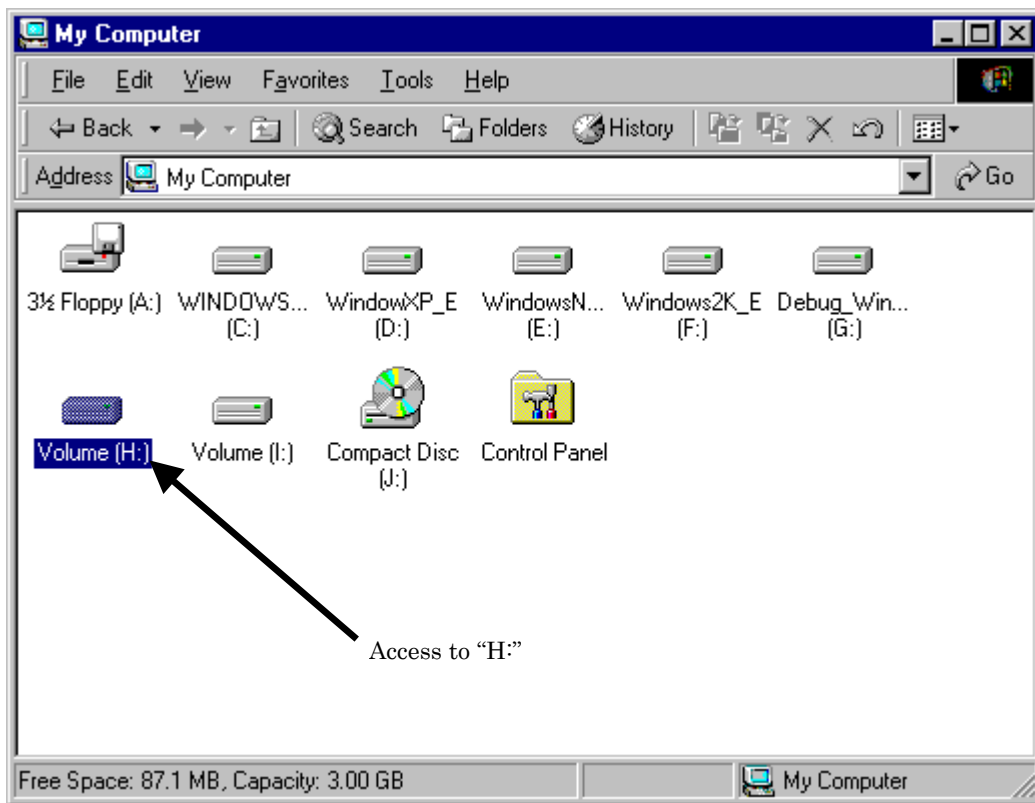 My Computer
File Edit View Favorites Tools Help
Back Search Folders History
Address My Computer Go
3½ Floppy (A:) WINDOWS... (C:) WindowXP_E (D:) WindowsN... (E:) Windows2K_E (F:) Debug_Win... (G:)
Volume (H:) Volume (I:) Compact Disc (J:) Control Panel
Access to “H:”
Free Space: 87.1 MB, Capacity: 3.00 GB My Computer